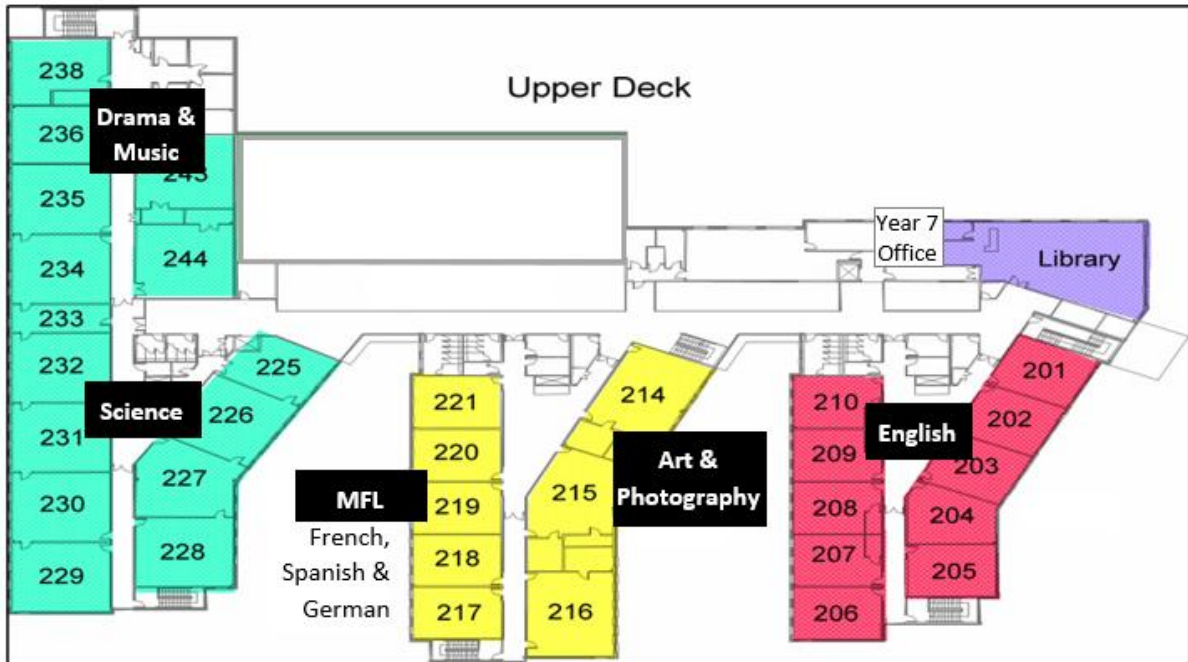 Upper Deck
238
Drama &
Music
236
243
235
244
234
233
232
Science
231
230
229
225
226
227
228
MFL
French,
Spanish &
German
221
220
219
218
217
214
215
216
Art &
Photography
210
209
208
207
206
English
201
202
203
204
205
Year 7
Office
Library